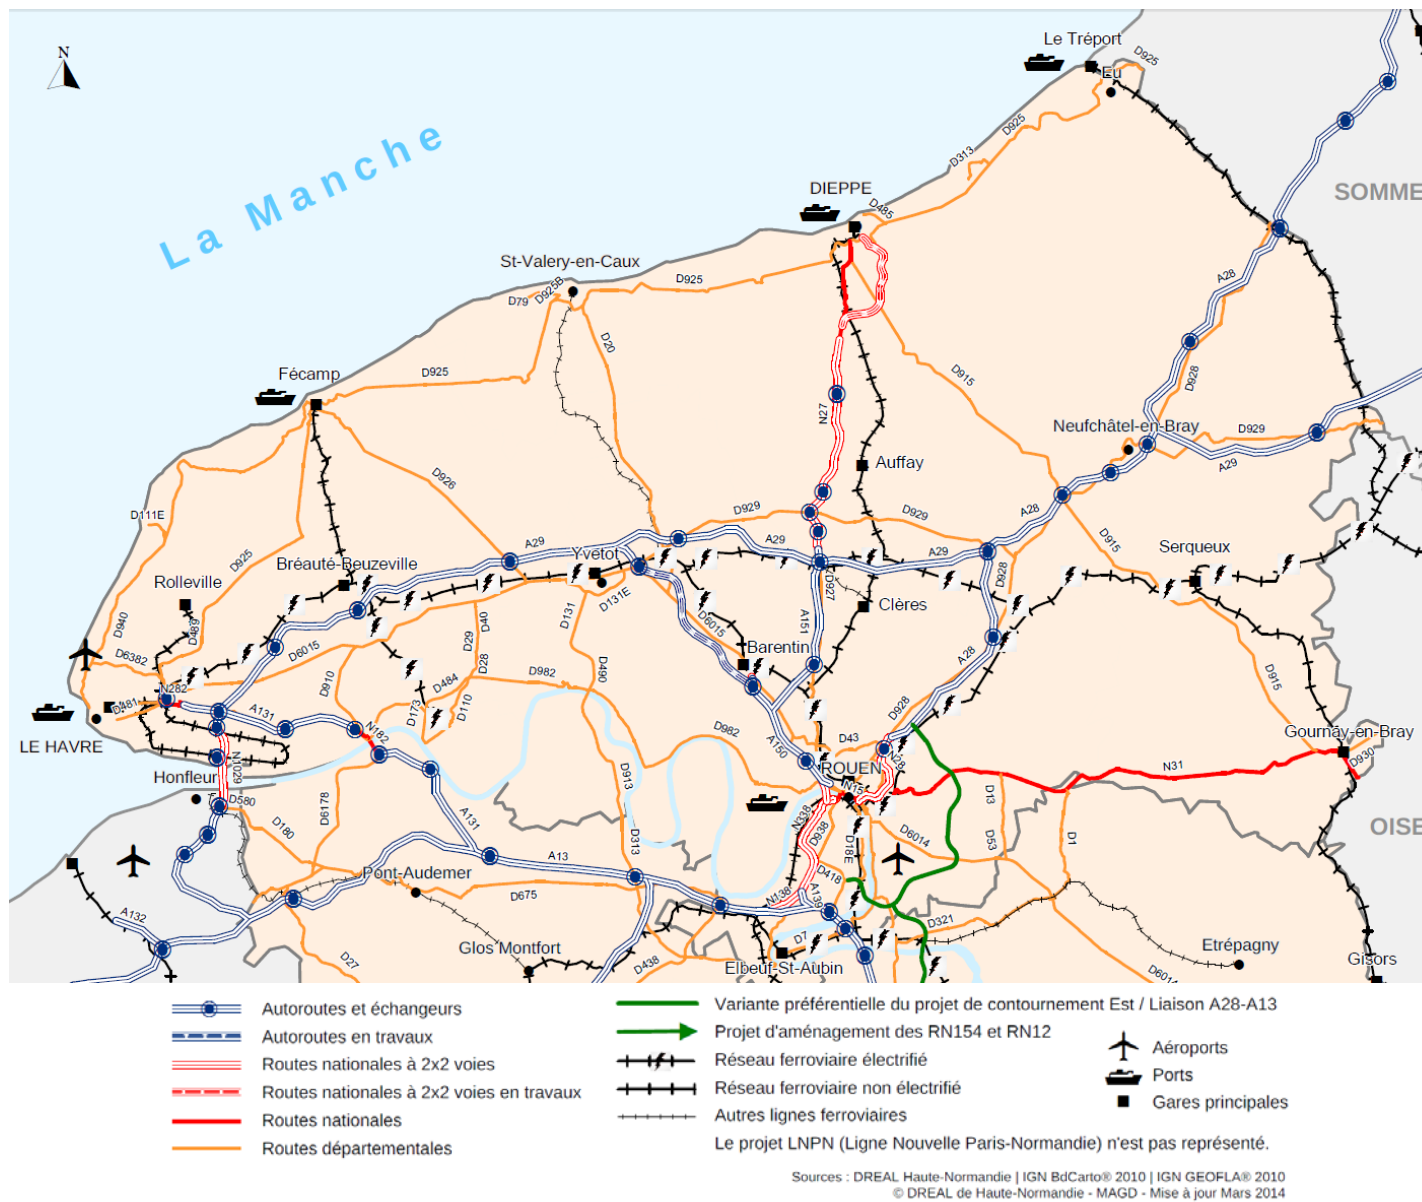 N
Le Tréport
D925
Eu
D925
D313
SOMME
La Manche
DIEPPE
D485
St-Valery-en-Caux
D925
D925B
D79
A28
D20
Fécamp
D925
D915
D928
N27
Neufchâtel-en-Bray
D929
A29
Auffay
D926
D111E
D929
D929
A28
A29
A29
A29
D915
Serqueux
Yvetot
D925
Bréauté-Beuzeville
Rolleville
D131E
D927
D928
Clères
D940
D489
D40
D29
D131
D6015
A151
D6015
Barentin
D6382
D28
D982
D490
A28
D915
N282
D910
D484
D173
D110
D481
A131
N182
D982
D928
LE HAVRE
A150
D43
Gournay-en-Bray
D930
N1029
Honfleur
D913
ROUEN
N28
N31
N15
D580
D6178
D180
N338
D938
D13
D18E
D6014
D53
D1
OISE
A131
A13
D313
Pont-Audemer
D675
D418
N138
A139
A132
D321
D7
Glos Montfort
Etrépagny
D27
D438
Elbeuf-St-Aubin
D6014
Gisors
Autoroutes et échangeurs
Autoroutes en travaux
Routes nationales à 2x2 voies
Routes nationales à 2x2 voies en travaux
Routes nationales
Routes départementales
Variante préférentielle du projet de contournement Est / Liaison A28-A13
Projet d'aménagement des RN154 et RN12
Réseau ferroviaire électrifié
Réseau ferroviaire non électrifié
Autres lignes ferroviaires
Le projet LNPN (Ligne Nouvelle Paris-Normandie) n'est pas représenté.
Aéroports
Ports
Gares principales
Sources : DREAL Haute-Normandie | IGN BdCarto® 2010 | IGN GEOFLA® 2010
© DREAL de Haute-Normandie - MAGD - Mise à jour Mars 2014